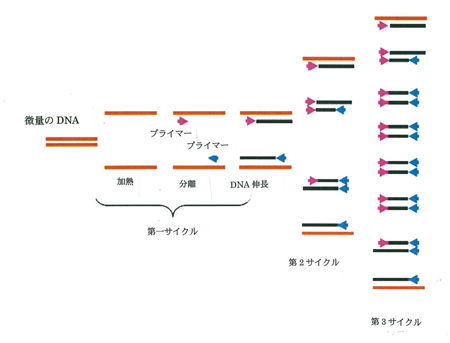 微量の DNA
プライマー
プライマー
加熱
分離
DNA 伸長
第一サイクル
第2サイクル
第3サイクル